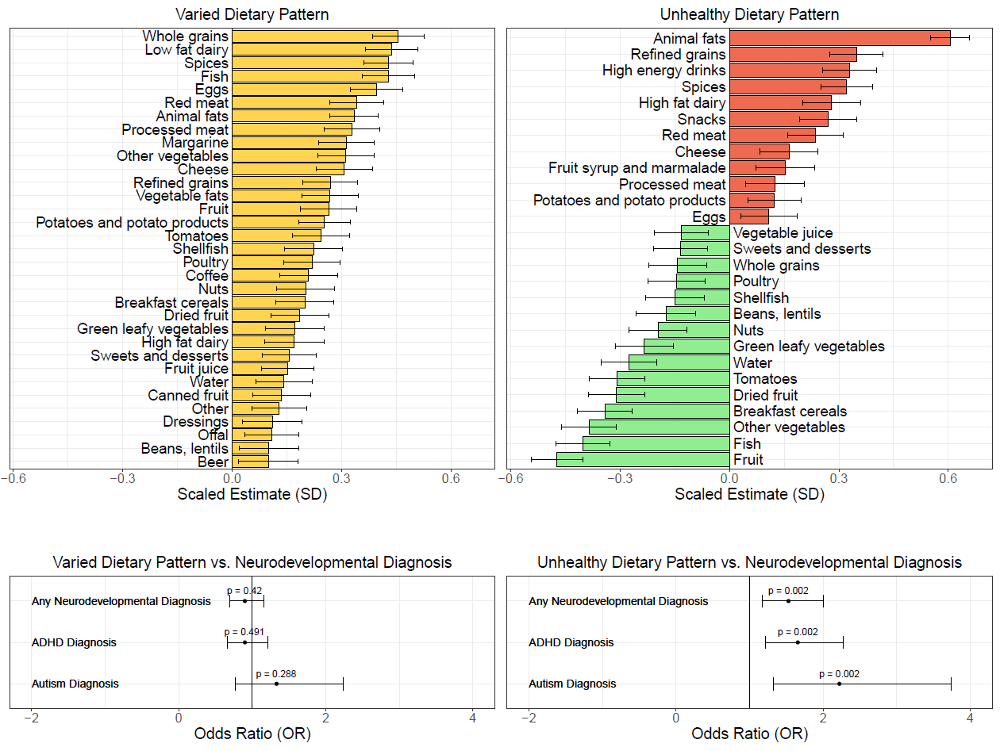 Varied Dietary Pattern
Whole grains
Low fat dairy
Spices
Fish
Eggs
Red meat
Animal fats
Processed meat
Margarine
Other vegetables
Cheese
Refined grains
Vegetable fats
Fruit
Potatoes and potato products
Tomatoes
Shellfish
Poultry
Coffee
Nuts
Breakfast cereals
Dried fruit
Green leafy vegetables
High fat dairy
Sweets and desserts
Fruit juice
Water
Canned fruit
Other
Dressings
Offal
Beans, lentils
Beer
−0.6 −0.3 0.0 0.3 0.6
Scaled Estimate (SD)
Unhealthy Dietary Pattern
Animal fats
Refined grains
High energy drinks
Spices
High fat dairy
Snacks
Red meat
Cheese
Fruit syrup and marmalade
Processed meat
Potatoes and potato products
Eggs
Vegetable juice
Sweets and desserts
Whole grains
Poultry
Shellfish
Beans, lentils
Nuts
Green leafy vegetables
Water
Tomatoes
Dried fruit
Breakfast cereals
Other vegetables
Fish
Fruit
−0.6 −0.3 0.0 0.3 0.6
Scaled Estimate (SD)
Varied Dietary Pattern vs. Neurodevelopmental Diagnosis
p = 0.42
Any Neurodevelopmental Diagnosis
p = 0.491
ADHD Diagnosis
p = 0.288
Autism Diagnosis
−2 0 2 4
Odds Ratio (OR)
Unhealthy Dietary Pattern vs. Neurodevelopmental Diagnosis
p = 0.002
Any Neurodevelopmental Diagnosis
p = 0.002
ADHD Diagnosis
p = 0.002
Autism Diagnosis
−2 0 2 4
Odds Ratio (OR)